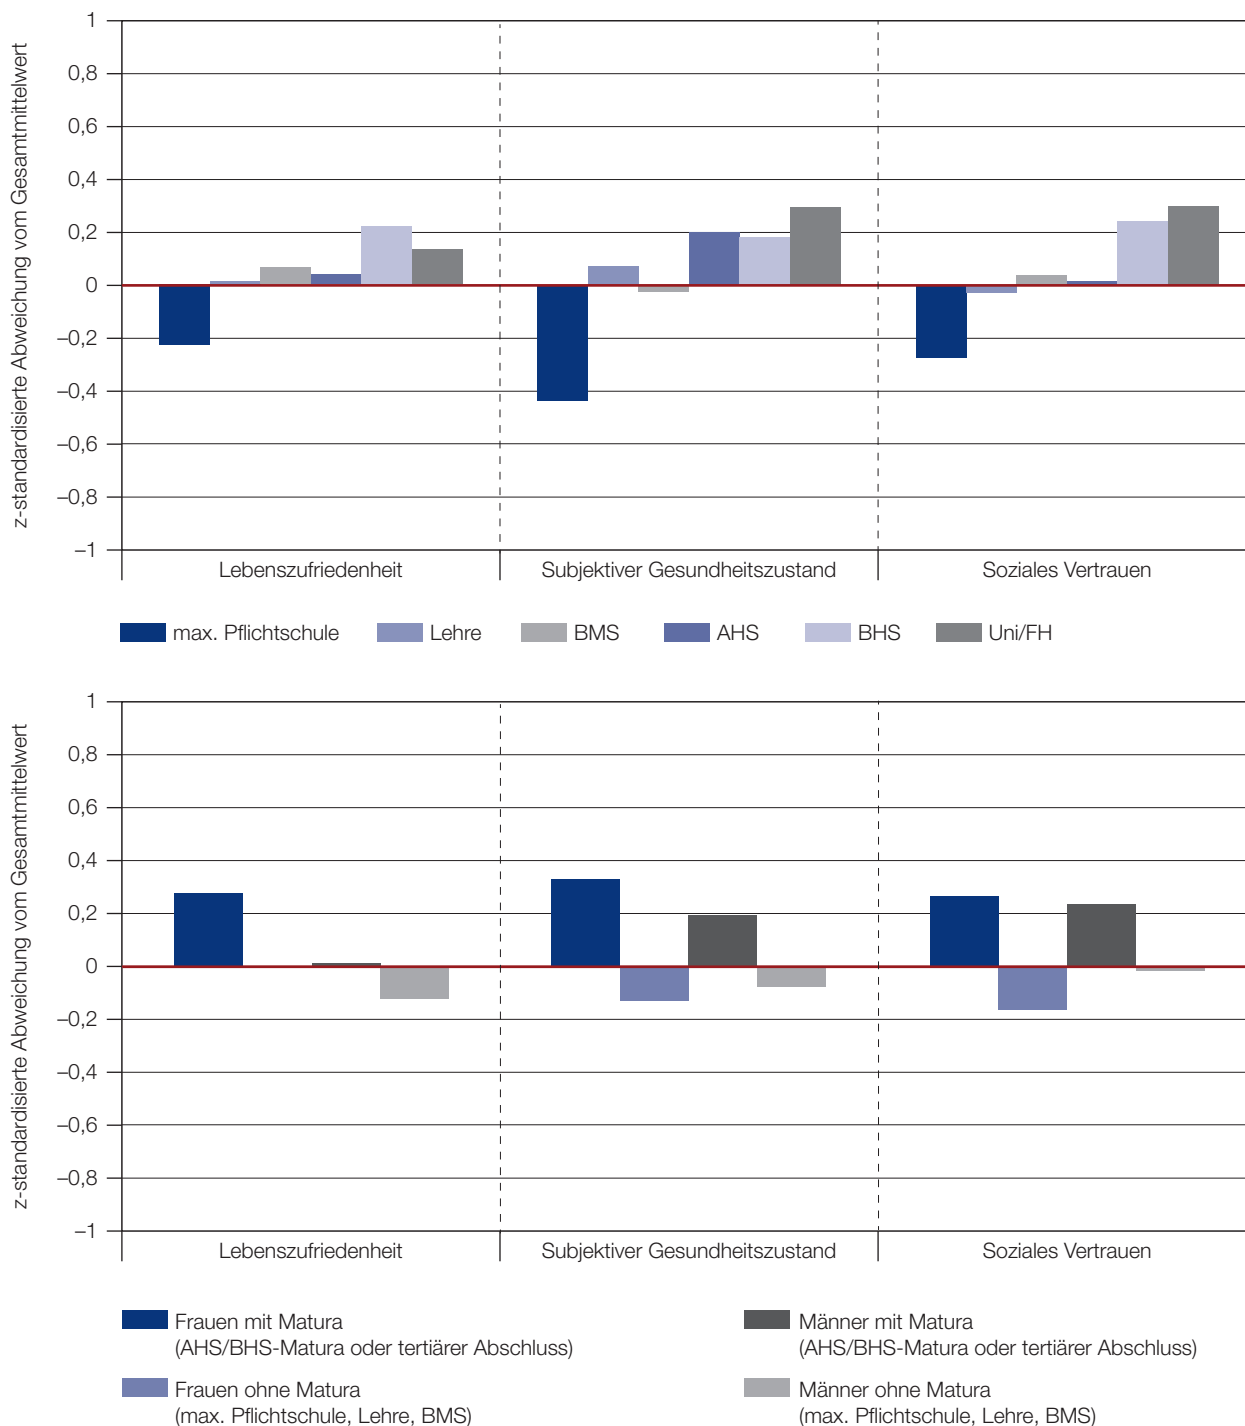 z-standardisierte Abweichung vom Gesamtmittelwert
1
0,8
0,6
0,4
0,2
0
–0,2
–0,4
–0,6
–0,8
–1
Lebenszufriedenheit
Subjektiver Gesundheitszustand
Soziales Vertrauen
max. Pflichtschule
Lehre
BMS
AHS
BHS
Uni/FH
z-standardisierte Abweichung vom Gesamtmittelwert
1
0,8
0,6
0,4
0,2
0
–0,2
–0,4
–0,6
–0,8
–1
Lebenszufriedenheit
Subjektiver Gesundheitszustand
Soziales Vertrauen
Frauen mit Matura
(AHS/BHS-Matura oder tertiärer Abschluss)
Männer mit Matura
(AHS/BHS-Matura oder tertiärer Abschluss)
Frauen ohne Matura
(max. Pflichtschule, Lehre, BMS)
Männer ohne Matura
(max. Pflichtschule, Lehre, BMS)